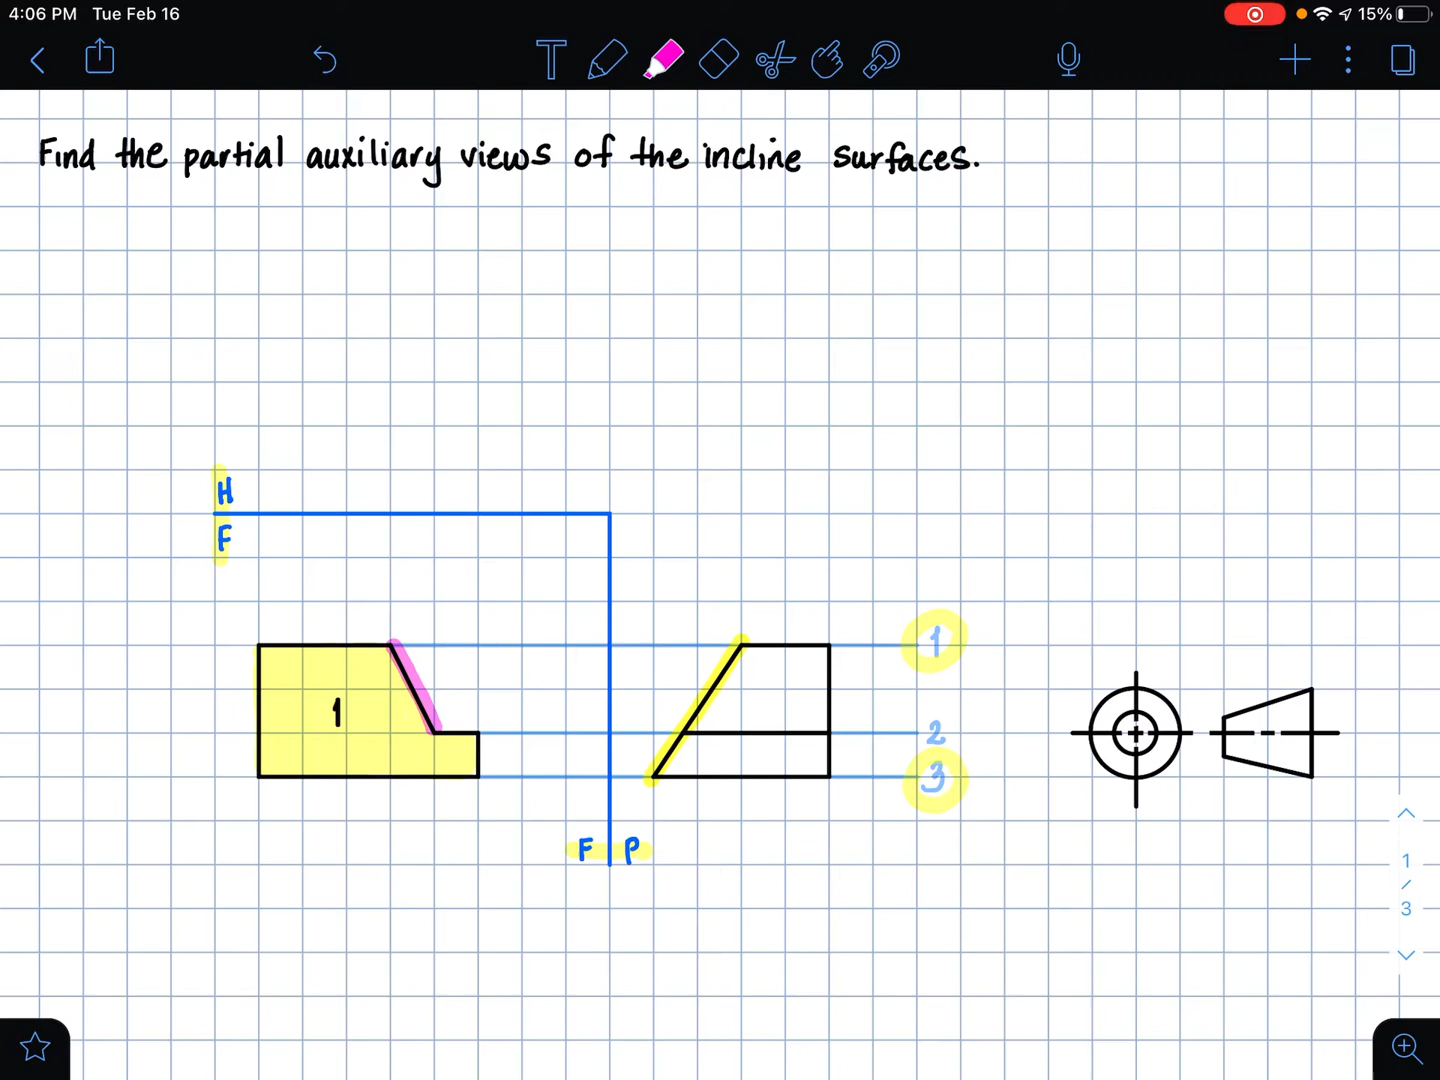 4:06 PM Tue Feb 16
15%
T
Find the partial auxiliary views of the incline surfaces.
H
F
1
1
2
3
F P
1
/
3